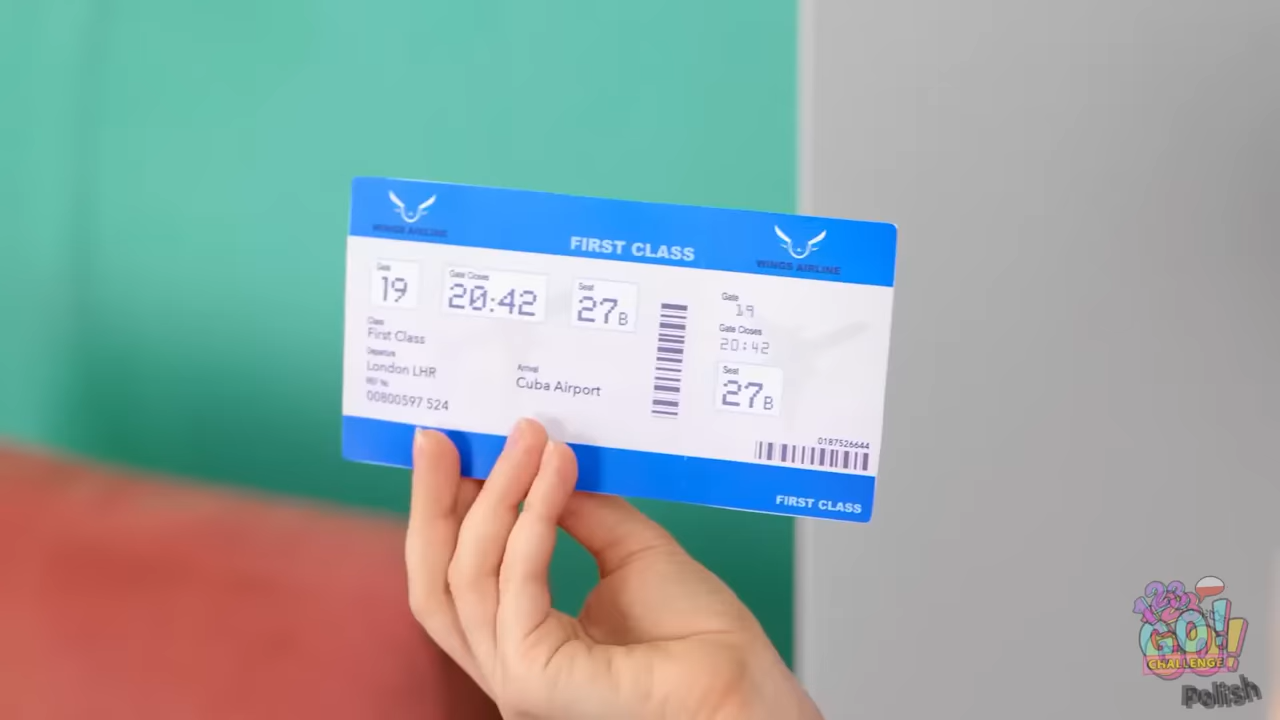 WINGS AIRLINE
FIRST CLASS
WINGS AIRLINE
Gate
19
Gate Closes
20:42
Seat
27B
Class
First Class
Departure
London LHR
REF No
00800597 524
Arrival
Cuba Airport
Gate
19
Gate Closes
20:42
Seat
27B
0187526644
FIRST CLASS
123
GO!
CHALLENGE
Polish